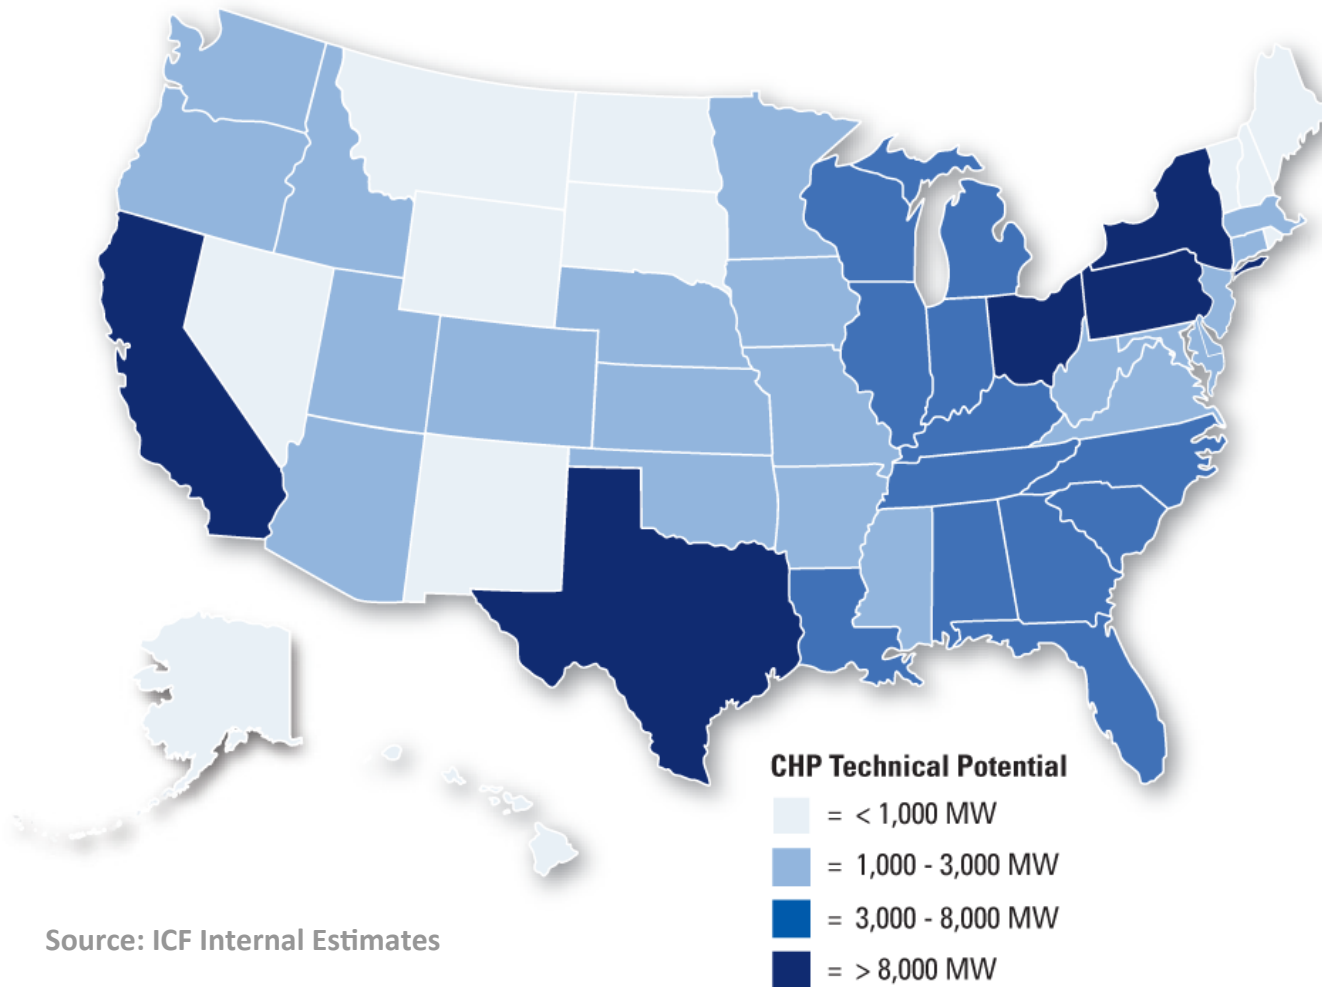 CHP Technical Potential
= < 1,000 MW
= 1,000 - 3,000 MW
= 3,000 - 8,000 MW
= > 8,000 MW
Source: ICF Internal Estimates